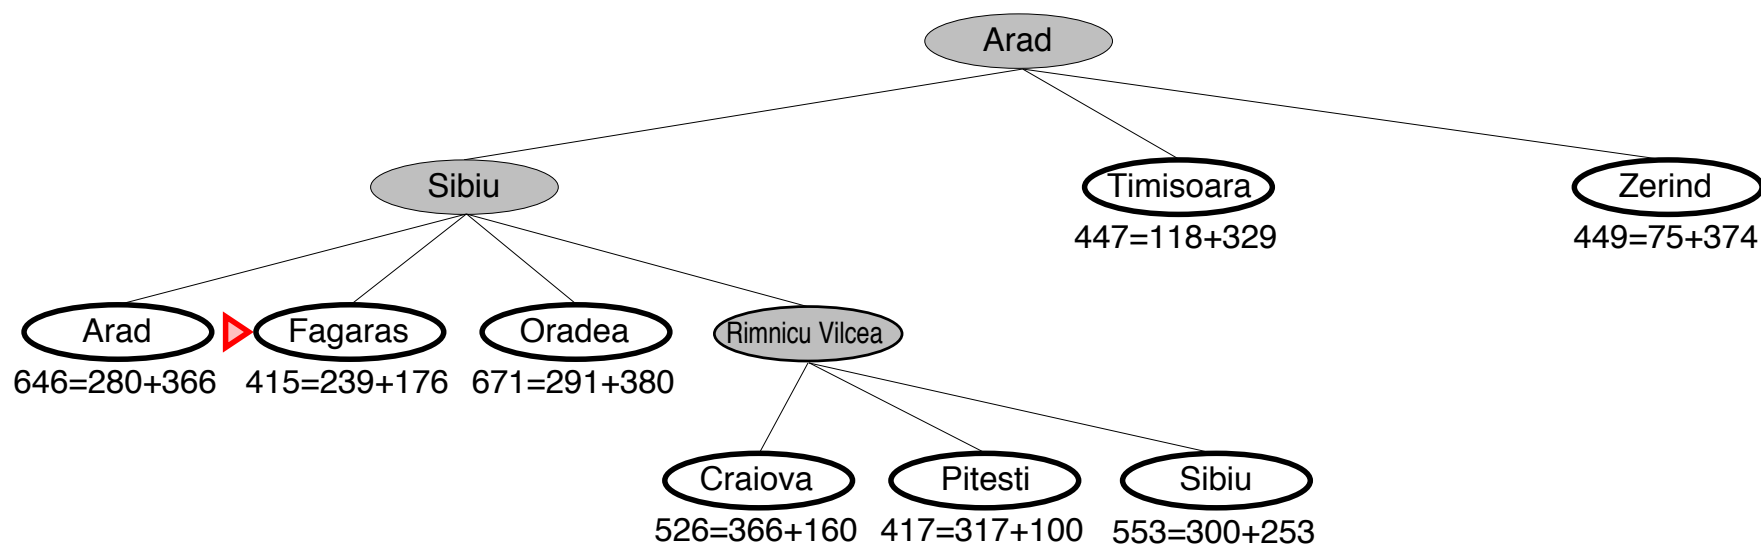 Arad
Sibiu
Timisoara
Zerind
447=118+329
449=75+374
Arad
Fagaras
Oradea
Rimnicu Vilcea
646=280+366
415=239+176
671=291+380
Craiova
Pitesti
Sibiu
526=366+160
417=317+100
553=300+253